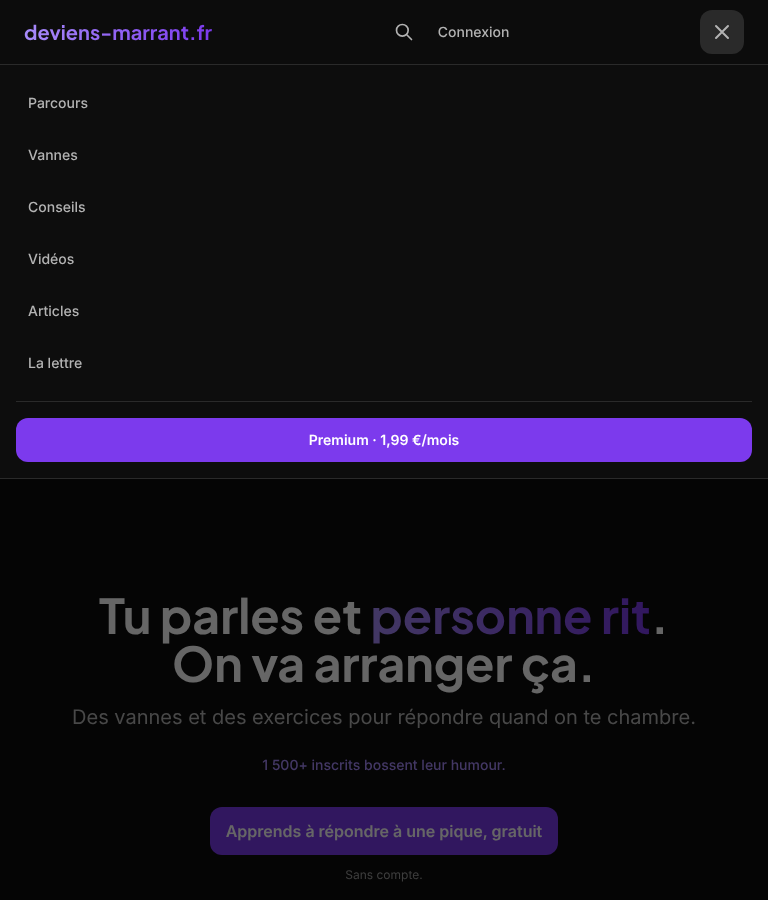 deviens-marrant.fr
Connexion
Parcours
Vannes
Conseils
Vidéos
Articles
La lettre
Premium · 1,99 €/mois
Tu parles et personne rit.
On va arranger ça.
Des vannes et des exercices pour répondre quand on te chambre.
1 500+ inscrits bossent leur humour.
Apprends à répondre à une pique, gratuit
Sans compte.